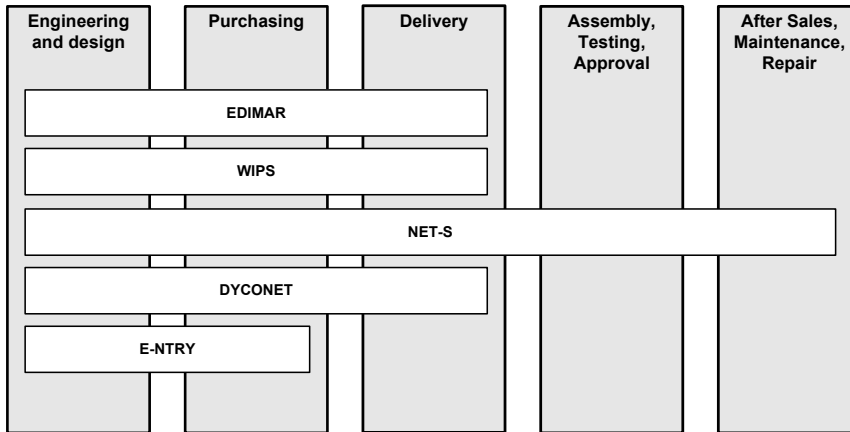 Engineering
and design
Purchasing
Delivery
Assembly,
Testing,
Approval
After Sales,
Maintenance,
Repair
EDIMAR
WIPS
NET-S
DYCONET
E-NTRY